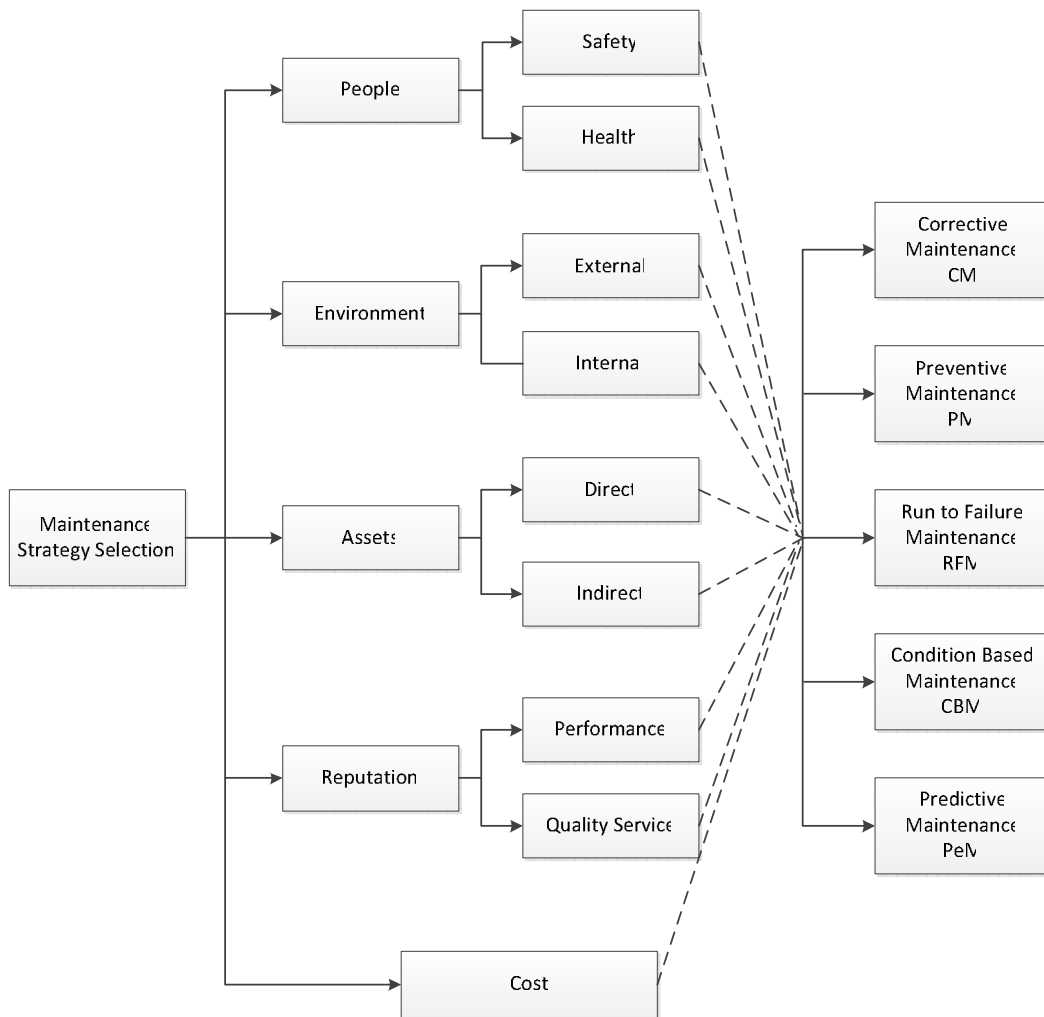 Maintenance
Strategy Selection
People
Environment
Assets
Reputation
Cost
Safety
Health
External
Interna
Direct
Indirect
Performance
Quality Service
Corrective
Maintenance
CM
Preventive
Maintenance
PM
Run to Failure
Maintenance
RFM
Condition Based
Maintenance
CBM
Predictive
Maintenance
PeM